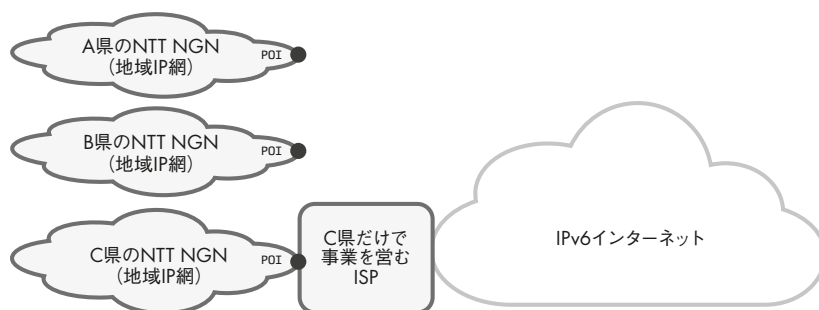 A県のNTT NGN
（地域IP網）
POI
B県のNTT NGN
（地域IP網）
POI
C県のNTT NGN
（地域IP網）
POI
C県だけで
事業を営む
ISP
IPv6インターネット